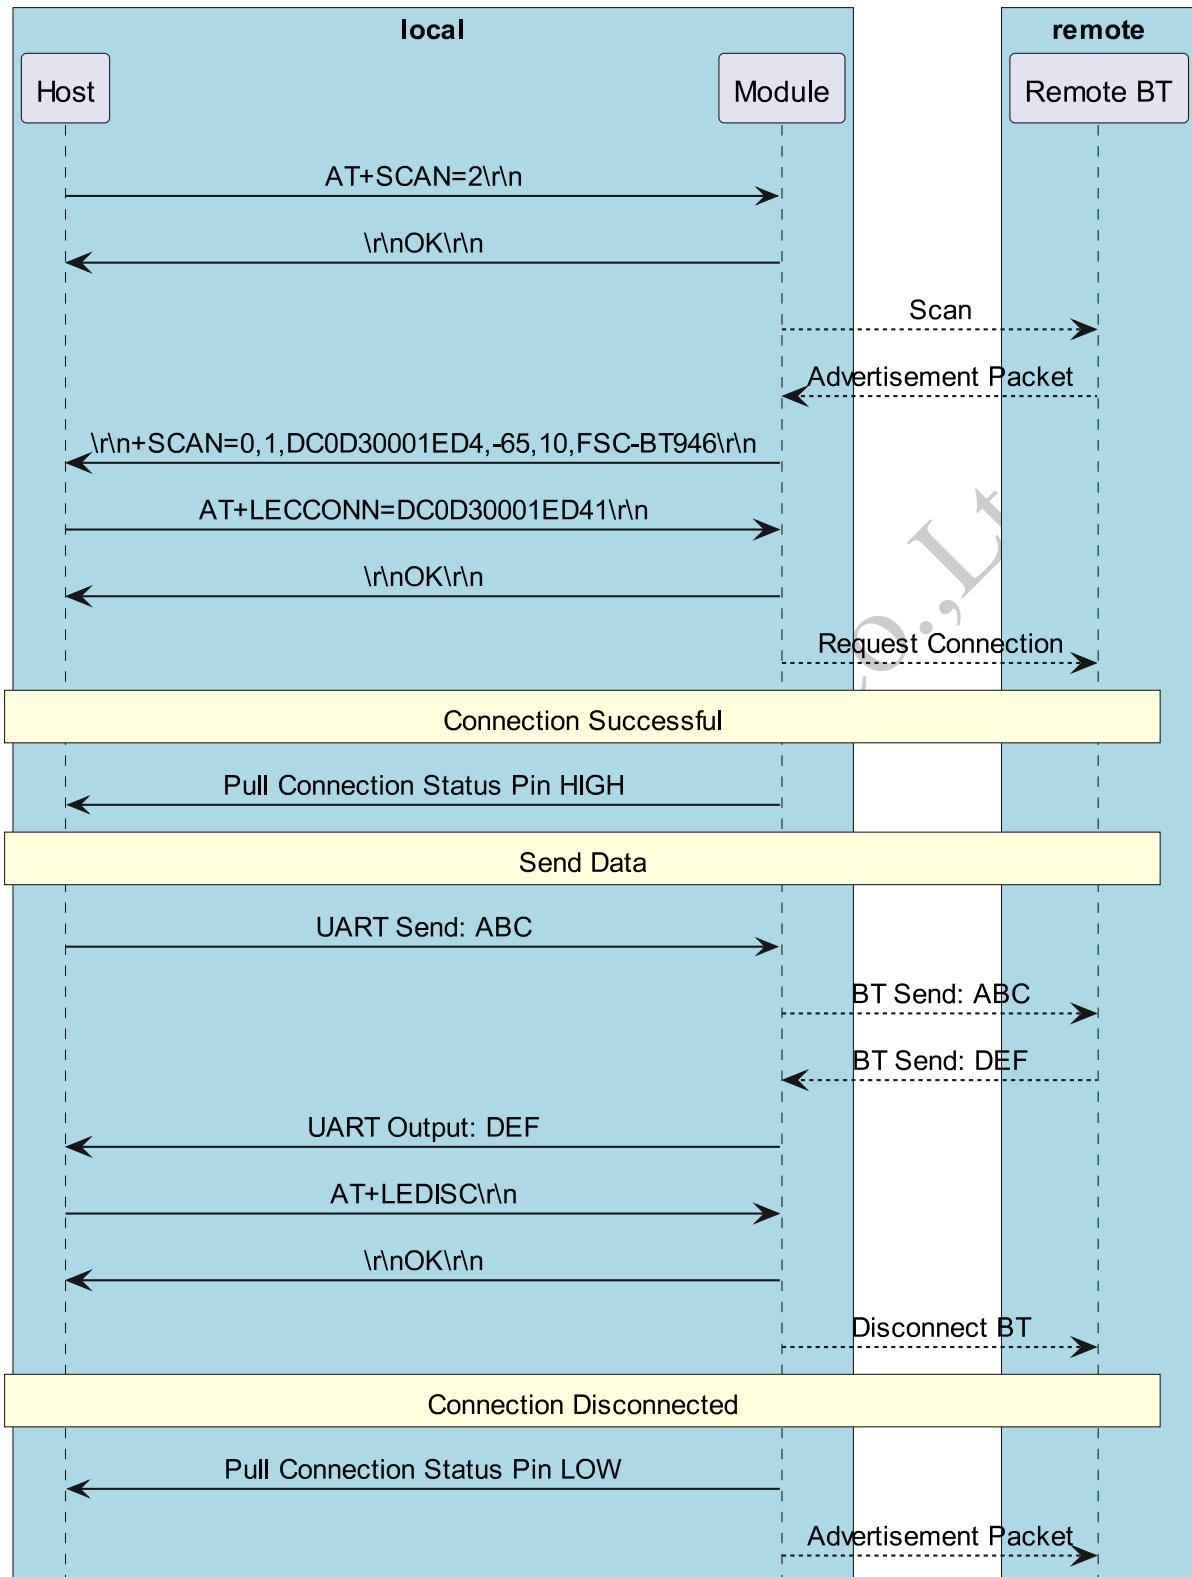 local
remote
Host
Module
Remote BT
AT+SCAN=2\r\n
\r\nOK\r\n
Scan
Advertisement Packet
\r\n+SCAN=0,1,DC0D30001ED4,-65,10,FSC-BT946\r\n
AT+LECCONN=DC0D30001ED41\r\n
\r\nOK\r\n
Request Connection
Connection Successful
Pull Connection Status Pin HIGH
Send Data
UART Send: ABC
BT Send: ABC
BT Send: DEF
UART Output: DEF
AT+LEDISC\r\n
\r\nOK\r\n
Disconnect BT
Connection Disconnected
Pull Connection Status Pin LOW
Advertisement Packet